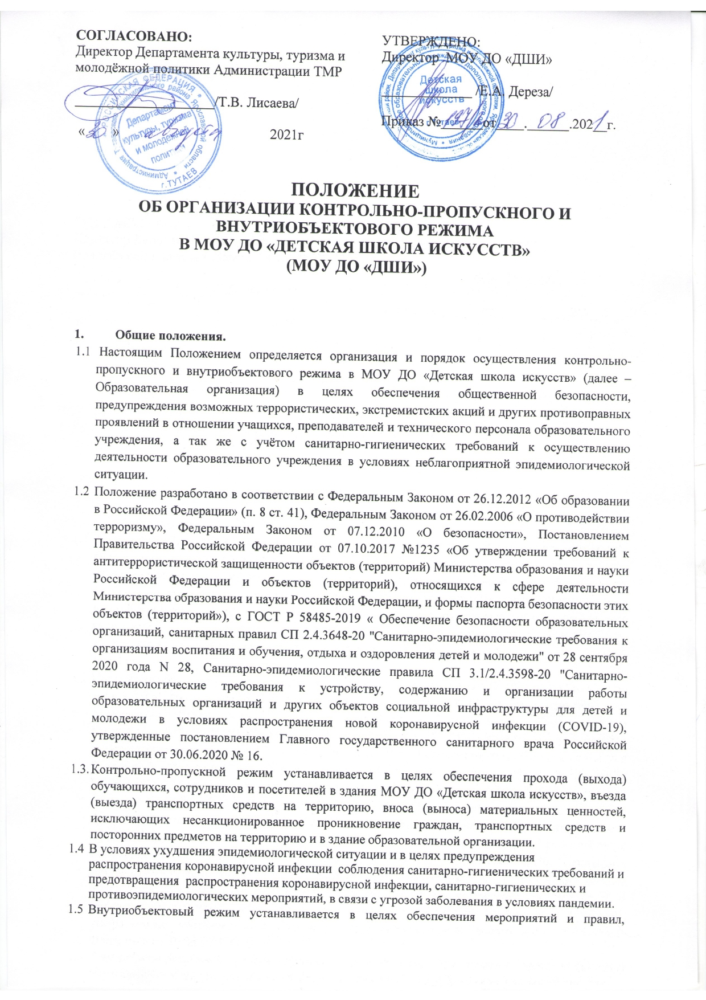 СОГЛАСОВАНО:
Директор Департамента культуры, туризма и
молодёжной политики Администрации ТМР
/Т.В. Лисаева/
«30» августа 2021г
УТВЕРЖДЕНО:
Директор МОУ ДО «ДШИ»
/Е.А. Дереза/
Приказ № от 30.08.2021г.
РОССИЙСКАЯ ФЕДЕРАЦИЯ
Департамент
культуры, туризма
и молодежной
политики
г.ТУТАЕВ
Детская
школа
искусств
г. Тутаев
ПОЛОЖЕНИЕ
ОБ ОРГАНИЗАЦИИ КОНТРОЛЬНО-ПРОПУСКНОГО И
ВНУТРИОБЪЕКТОВОГО РЕЖИМА
В МОУ ДО «ДЕТСКАЯ ШКОЛА ИСКУССТВ»
(МОУ ДО «ДШИ»)
1. Общие положения.
1.1 Настоящим Положением определяется организация и порядок осуществления контрольно-
пропускного и внутриобъектового режима в МОУ ДО «Детская школа искусств» (далее –
Образовательная организация) в целях обеспечения общественной безопасности,
предупреждения возможных террористических, экстремистских акций и других противоправных
проявлений в отношении учащихся, преподавателей и технического персонала образовательного
учреждения, а так же с учётом санитарно-гигиенических требований к осуществлению
деятельности образовательного учреждения в условиях неблагоприятной эпидемиологической
ситуации.
1.2 Положение разработано в соответствии с Федеральным Законом от 26.12.2012 «Об образовании
в Российской Федерации» (п. 8 ст. 41), Федеральным Законом от 26.02.2006 «О противодействии
терроризму», Федеральным Законом от 07.12.2010 «О безопасности», Постановлением
Правительства Российской Федерации от 07.10.2017 №1235 «Об утверждении требований к
антитеррористической защищенности объектов (территорий) Министерства образования и науки
Российской Федерации и объектов (территорий), относящихся к сфере деятельности
Министерства образования и науки Российской Федерации, и формы паспорта безопасности этих
объектов (территорий»), с ГОСТ Р 58485-2019 « Обеспечение безопасности образовательных
организаций, санитарных правил СП 2.4.3648-20 "Санитарно-эпидемиологические требования к
организациям воспитания и обучения, отдыха и оздоровления детей и молодежи" от 28 сентября
2020 года N 28, Санитарно-эпидемиологические правила СП 3.1/2.4.3598-20 "Санитарно-
эпидемиологические требования к устройству, содержанию и организации работы
образовательных организаций и других объектов социальной инфраструктуры для детей и
молодежи в условиях распространения новой коронавирусной инфекции (COVID-19),
утвержденные постановлением Главного государственного санитарного врача Российской
Федерации от 30.06.2020 № 16.
1.3. Контрольно-пропускной режим устанавливается в целях обеспечения прохода (выхода)
обучающихся, сотрудников и посетителей в здания МОУ ДО «Детская школа искусств», въезда
(выезда) транспортных средств на территорию, вноса (выноса) материальных ценностей,
исключающих несанкционированное проникновение граждан, транспортных средств и
посторонних предметов на территорию и в здание образовательной организации.
1.4 В условиях ухудшения эпидемиологической ситуации и в целях предупреждения
распространения коронавирусной инфекции соблюдения санитарно-гигиенических требований и
предотвращения распространения коронавирусной инфекции, санитарно-гигиенических и
противоэпидемиологических мероприятий, в связи с угрозой заболевания в условиях пандемии.
1.5 Внутриобъектовый режим устанавливается в целях обеспечения мероприятий и правил,